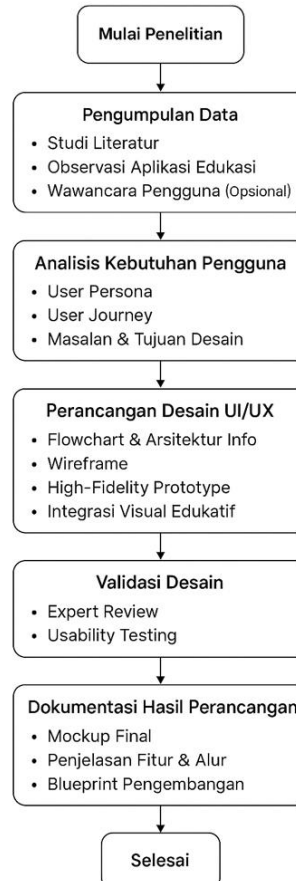 Mulai Penelitian
Pengumpulan Data
• Studi Literatur
• Observasi Aplikasi Edukasi
• Wawancara Pengguna (Opsional)
Analisis Kebutuhan Pengguna
• User Persona
• User Journey
• Masalan & Tujuan Desain
Perancangan Desain UI/UX
• Flowchart & Arsitektur Info
• Wireframe
• High-Fidelity Prototype
• Integrasi Visual Edukatif
Validasi Desain
• Expert Review
• Usability Testing
Dokumentasi Hasil Perancangan
• Mockup Final
• Penjelasan Fitur & Alur
• Blueprint Pengembangan
Selesai